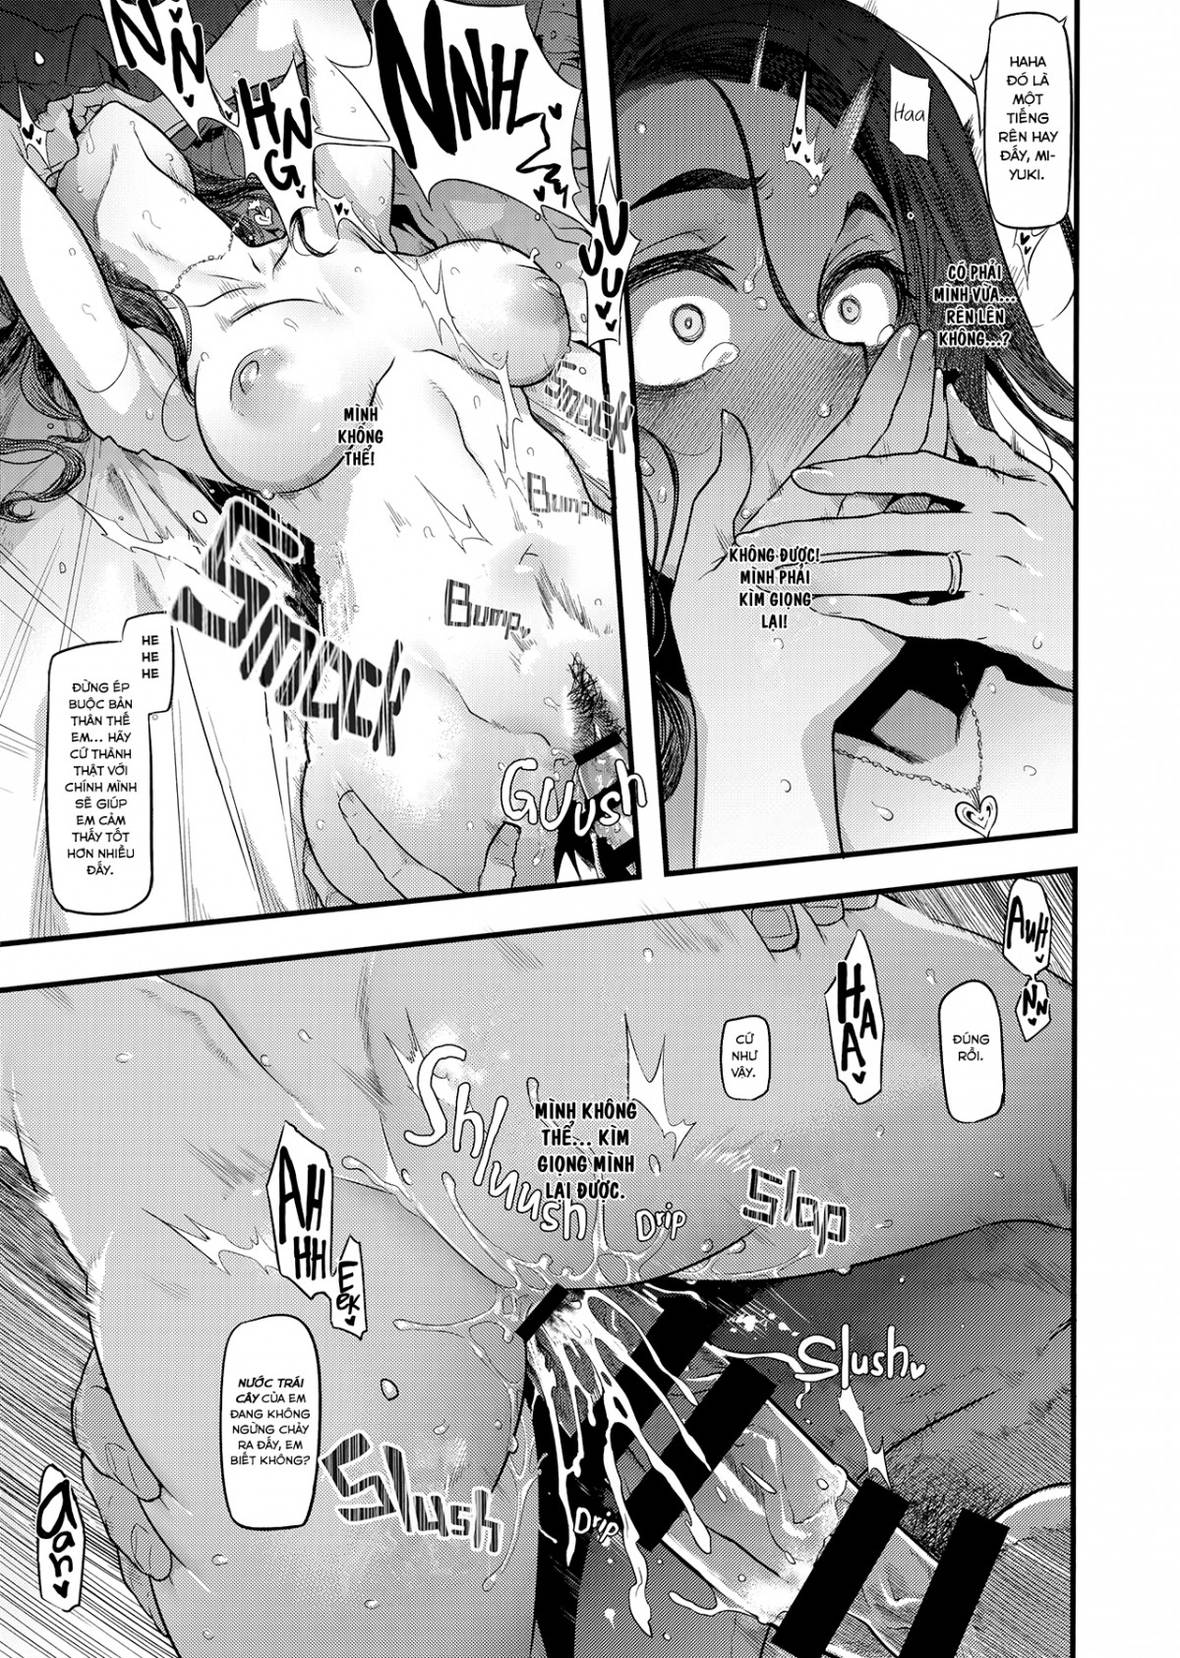 HAHA
ĐÓ LÀ
MỘT
TIẾNG
RÊN HAY
ĐẤY, MI-
YUKI.
Haa
CÓ PHẢI
MÌNH VỪA...
RÊN LÊN
KHÔNG...?
KHÔNG ĐƯỢC!
MÌNH PHẢI
KÌM GIỌNG
LẠI!
NNH
UUU
HNG
NN
MÌNH
KHÔNG
THỂ!
Smack
Bump
Bump
Smack
GUUUSH
HE
HE
HE
ĐỪNG ÉP
BUỘC BẢN
THÂN THẾ
EM... HÃY
CỨ THÀNH
THẬT VỚI
CHÍNH MÌNH
SẼ GIÚP
EM CẢM
THẤY TỐT
HƠN NHIỀU
ĐẤY.
AUH
NN
ĐÚNG
RỒI.
HAA
CỨ
NHƯ
VẬY.
MÌNH KHÔNG
THỂ... KÌM
GIỌNG MÌNH
LẠI ĐƯỢC.
Shluuush
Drip
Slap
AHHH
EEK
Slush
NƯỚC TRÁI
CÂY CỦA EM
ĐANG KHÔNG
NGỪNG CHẢY
RA ĐẤY, EM
BIẾT KHÔNG?
Slush
Drip